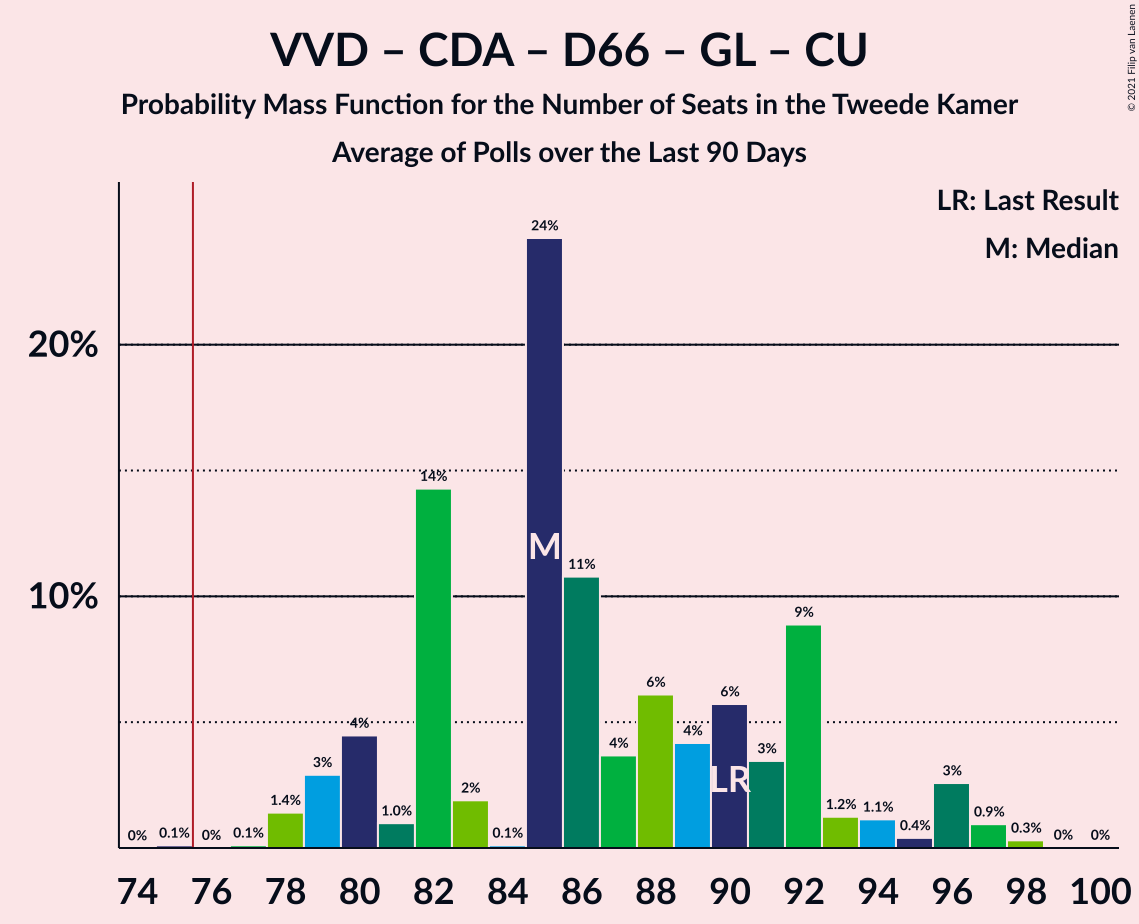 VVD – CDA – D66 – GL – CU
Probability Mass Function for the Number of Seats in the Tweede Kamer
Average of Polls over the Last 90 Days
© 2021 Filip van Laenen
LR: Last Result
M: Median
20%
10%
0% 0.1% 0% 0.1% 1.4% 3% 4% 1.0% 14% 2% 0.1% 24% 11% 4% 6% 4% 6% 3% 9% 1.2% 1.1% 0.4% 3% 0.9% 0.3% 0% 0%
M
LR
74 76 78 80 82 84 86 88 90 92 94 96 98 100